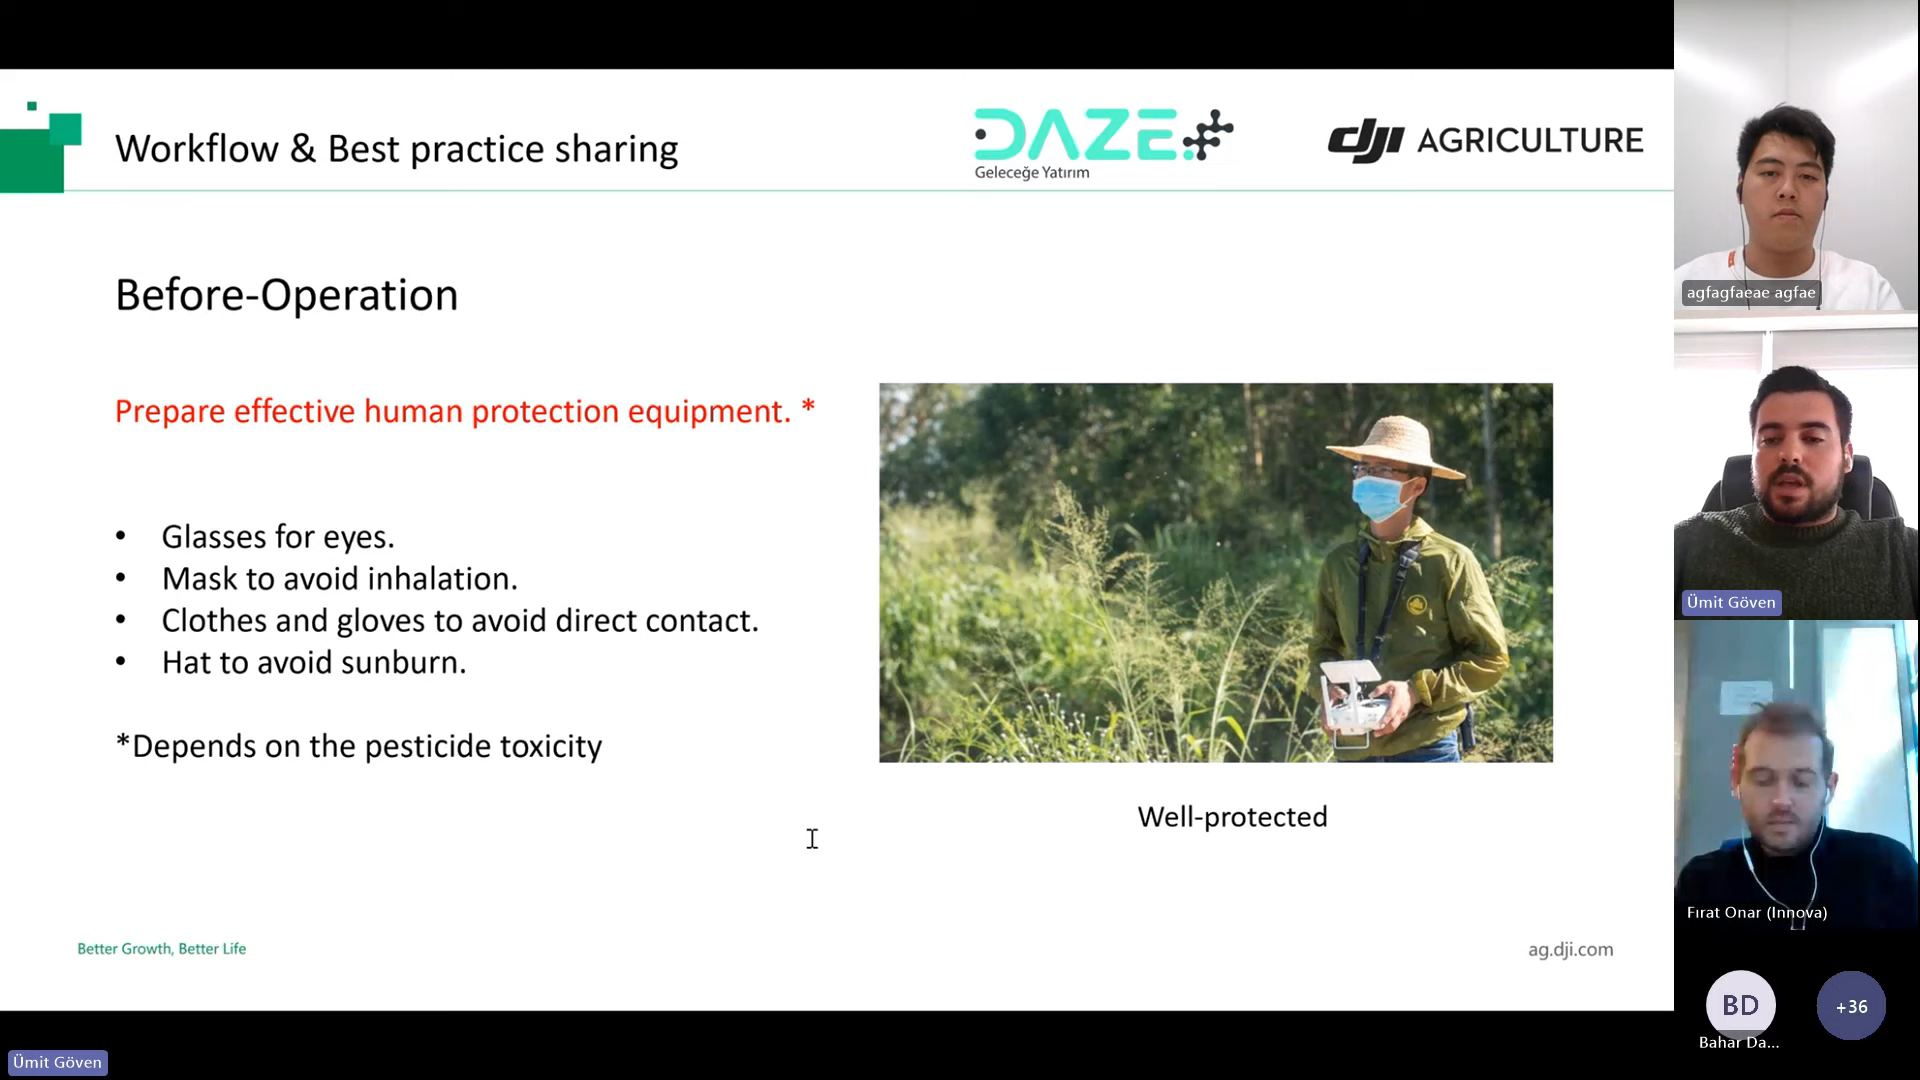 Workflow & Best practice sharing
DAZE
Geleceğe Yatırım
dji AGRICULTURE
Before-Operation
Prepare effective human protection equipment. *
• Glasses for eyes.
• Mask to avoid inhalation.
• Clothes and gloves to avoid direct contact.
• Hat to avoid sunburn.
*Depends on the pesticide toxicity
Well-protected
Better Growth, Better Life
ag.dji.com
agfagfaeae agfae
Ümit Göven
Fırat Onar (Innova)
BD
+36
Bahar Da...
Ümit Göven